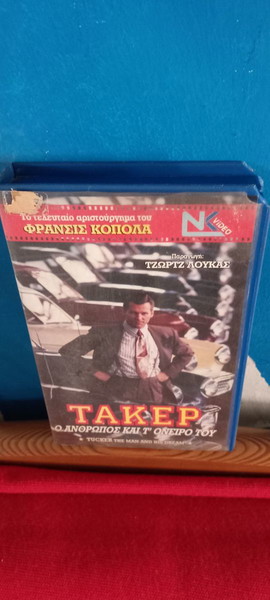 Το τελευταίο αριστούργημα του
ΦΡΑΝΣΙΣ ΚΟΠΟΛΑ
NK VIDEO
Παραγωγή:
ΤΖΩΡΤΖ ΛΟΥΚΑΣ
ΤΑΚΕΡ
Ο ΑΝΘΡΩΠΟΣ ΚΑΙ Τ' ΟΝΕΙΡΟ ΤΟΥ
TUCKER THE MAN AND HIS DREAM